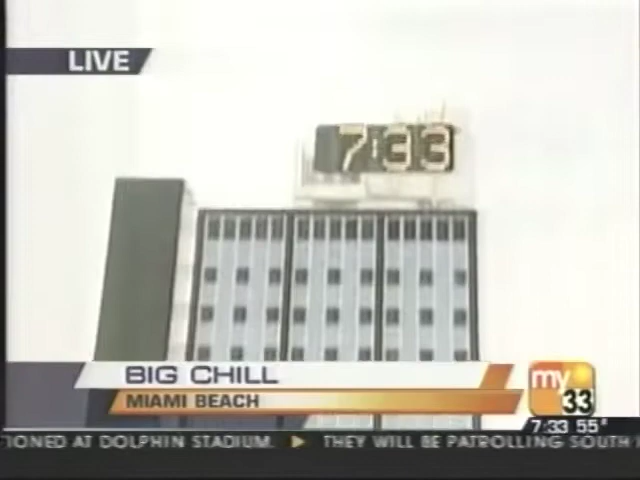 LIVE
7:33
BIG CHILL
MIAMI BEACH
my
33
7:33 55°
TIONED AT DOLPHIN STADIUM. ► THEY WILL BE PATROLLING SOUTH